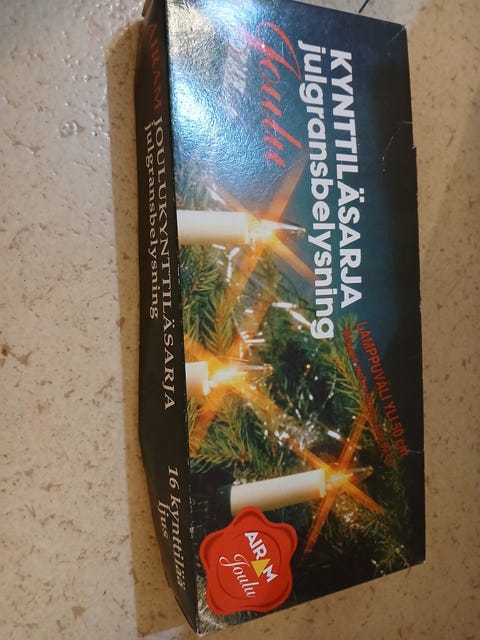 KYNTTILÄSARJA
julgransbelysning
Joulu
LAMPPUVÄLI YLI 50 cm
AIRAM
Joulu
AIRAM JOULUKYNTTILÄSARJA
julgransbelysning
16 kynttilää
ljus